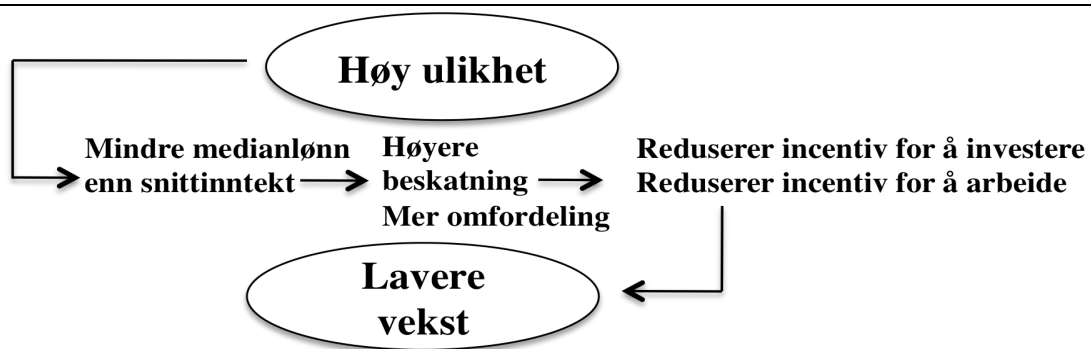 Høy ulikhet
Mindre medianlønn
enn snittinntekt
Høyere
beskatning
Mer omfordeling
Reduserer incentiv for å investere
Reduserer incentiv for å arbeide
Lavere
vekst